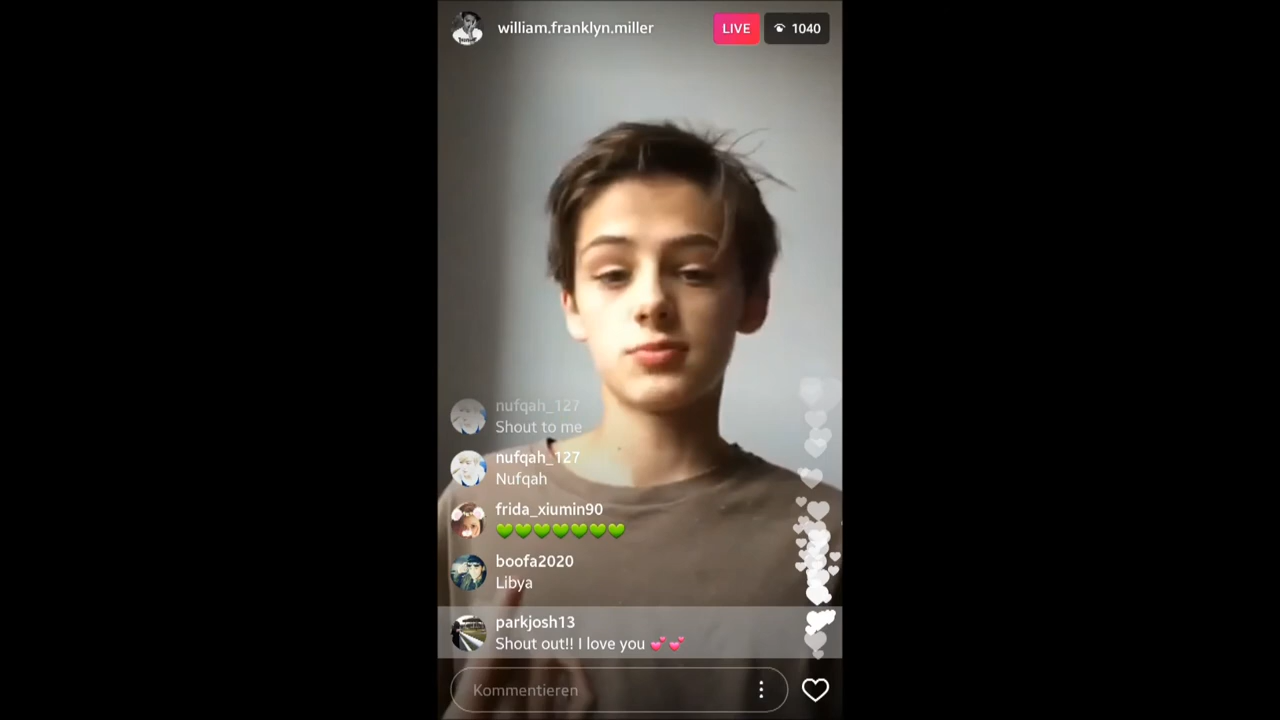 william.franklyn.miller
LIVE
1040
nufqah_127
Shout to me
nufqah_127
Nufqah
frida_xiumin90
💚💚💚💚💚💚💚
boofa2020
Libya
parkjosh13
Shout out!! I love you 💕💕
Kommentieren